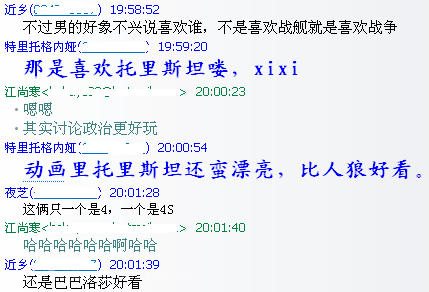 近乡( ) 19:58:52
不过男的好象不兴说喜欢谁，不是喜欢战舰就是喜欢战争
特里托格内娅( ) 19:59:20
那是喜欢托里斯坦喽，xixi
江尚寒< > 20:00:23
·嗯嗯
·其实讨论政治更好玩
特里托格内娅( ) 20:00:54
动画里托里斯坦还蛮漂亮，比人狼好看。
夜芝( ) 20:01:28
这俩只一个是4，一个是4S
江尚寒< > 20:01:40
哈哈哈哈哈哈啊哈哈
近乡( ) 20:01:39
还是巴巴洛莎好看